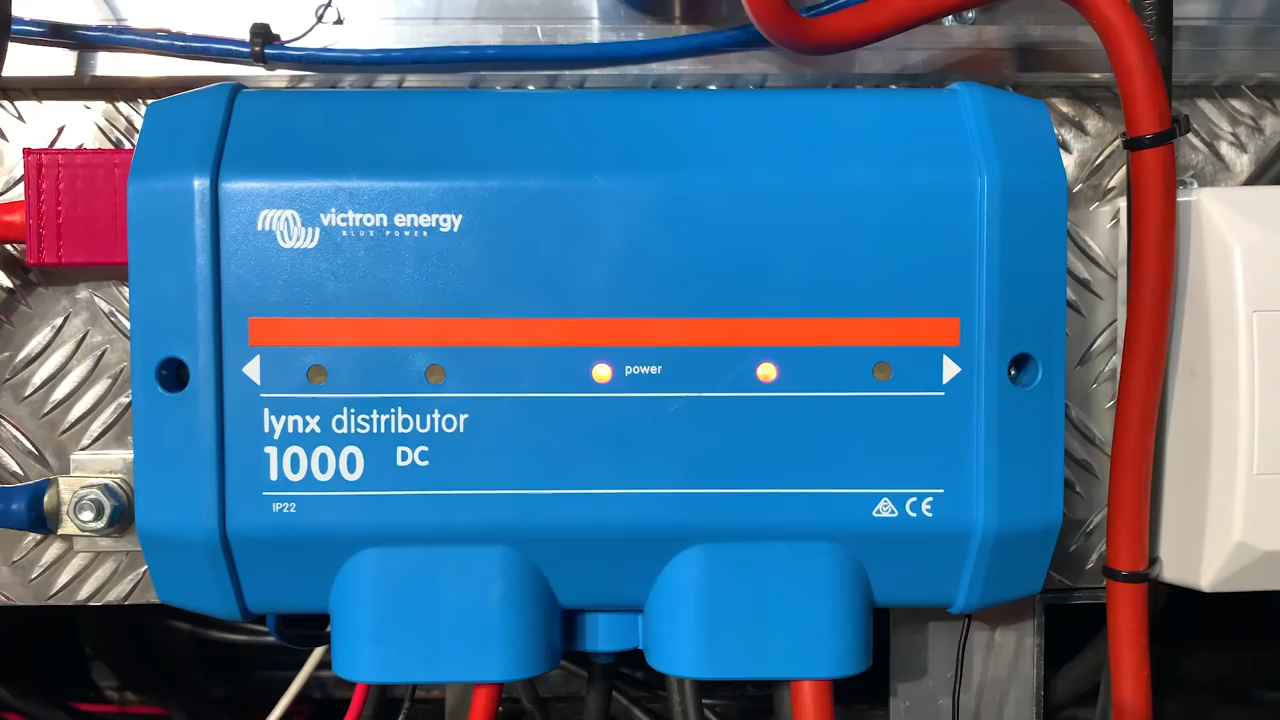 victron energy
BLUE POWER
power
lynx distributor
1000 DC
IP22
CE